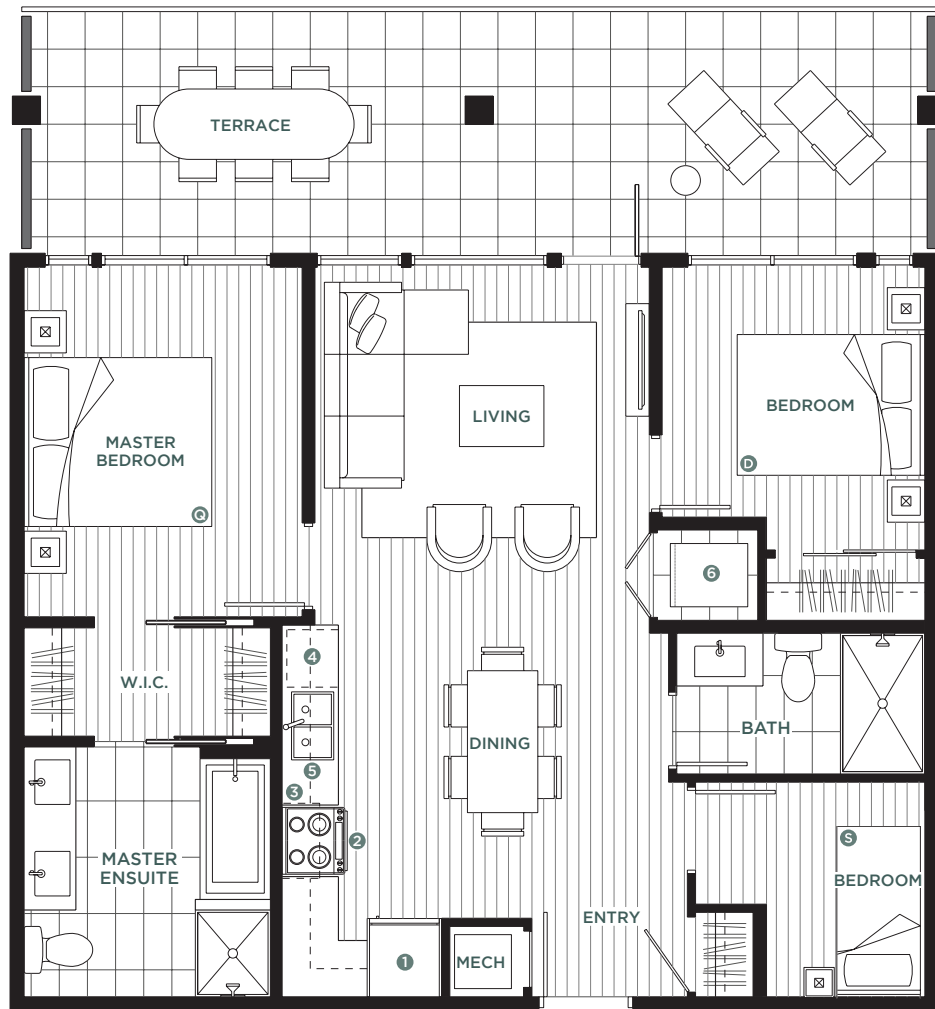 TERRACE
LIVING
BEDROOM
MASTER
BEDROOM
D
Q
6
4
W.I.C.
DINING
BATH
5
3
2
S
MASTER
ENSUITE
BEDROOM
ENTRY
1
MECH